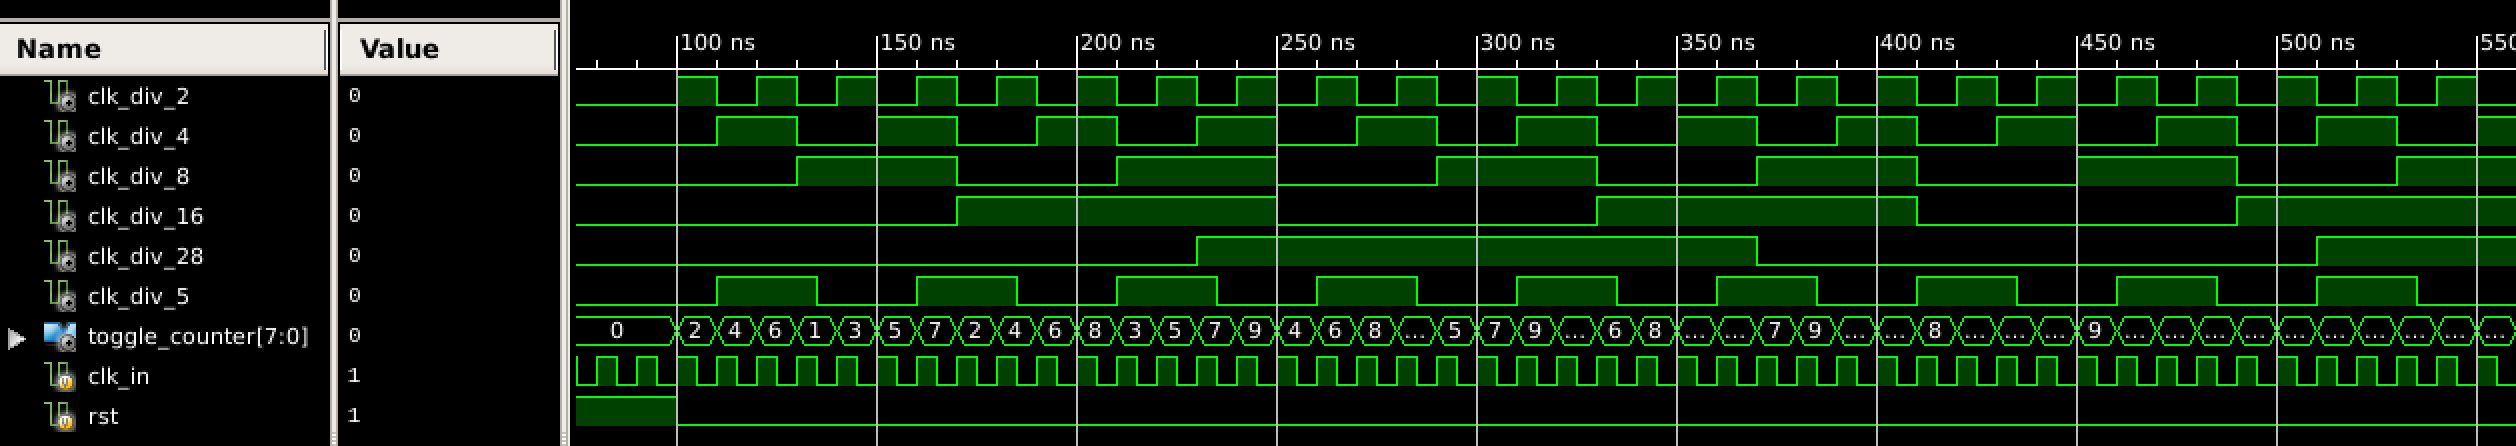 Name Value 100 ns 150 ns 200 ns 250 ns 300 ns 350 ns 400 ns 450 ns 500 ns 550
clk_div_2 0
clk_div_4 0
clk_div_8 0
clk_div_16 0
clk_div_28 0
clk_div_5 0
toggle_counter[7:0] 0 0 2 4 6 1 3 5 7 2 4 6 8 3 5 7 9 4 6 8 ... 5 7 9 ... 6 8 ... ... 7 9 ... ... 8 ... ... ... 9 ... ... ... ... ... ... ... ... ... ...
clk_in 1
rst 1